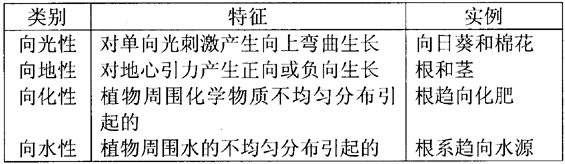 类别 特征 实例
向光性 对单向光刺激产生向上弯曲生长 向日葵和棉花
向地性 对地心引力产生正向或负向生长 根和茎
向化性 植物周围化学物质不均匀分布引 根趋向化肥
起的
向水性 植物周围水的不均匀分布引起的 根系趋向水源